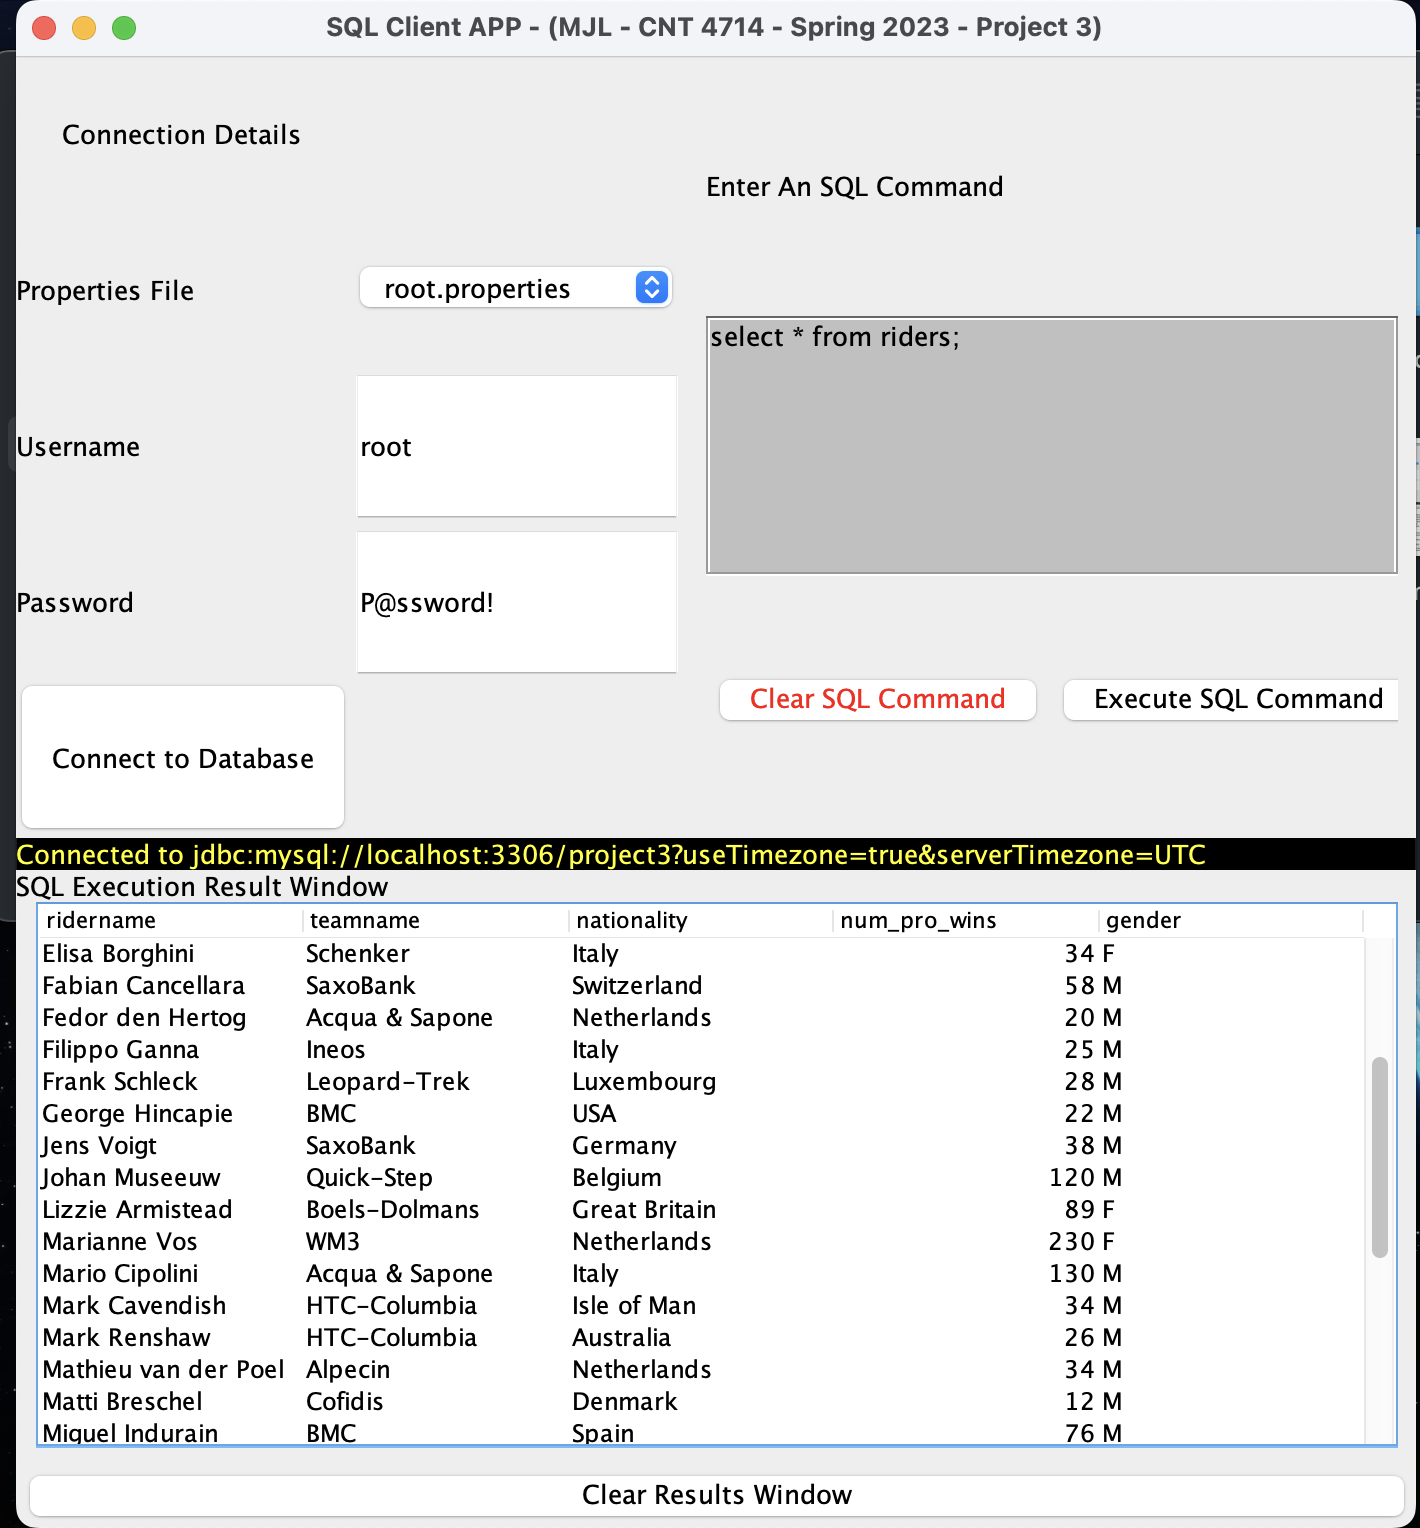 SQL Client APP - (MJL - CNT 4714 - Spring 2023 - Project 3)
Connection Details
Enter An SQL Command
Properties File root.properties
select * from riders;
Username root
Password P@ssword!
Clear SQL Command Execute SQL Command
Connect to Database
Connected to jdbc:mysql://localhost:3306/project3?useTimezone=true&serverTimezone=UTC
SQL Execution Result Window
ridername teamname nationality num_pro_wins gender
Elisa Borghini Schenker Italy 34 F
Fabian Cancellara SaxoBank Switzerland 58 M
Fedor den Hertog Acqua & Sapone Netherlands 20 M
Filippo Ganna Ineos Italy 25 M
Frank Schleck Leopard-Trek Luxembourg 28 M
George Hincapie BMC USA 22 M
Jens Voigt SaxoBank Germany 38 M
Johan Museeuw Quick-Step Belgium 120 M
Lizzie Armistead Boels-Dolmans Great Britain 89 F
Marianne Vos WM3 Netherlands 230 F
Mario Cipolini Acqua & Sapone Italy 130 M
Mark Cavendish HTC-Columbia Isle of Man 34 M
Mark Renshaw HTC-Columbia Australia 26 M
Mathieu van der Poel Alpecin Netherlands 34 M
Matti Breschel Cofidis Denmark 12 M
Miguel Indurain BMC Spain 76 M
Clear Results Window